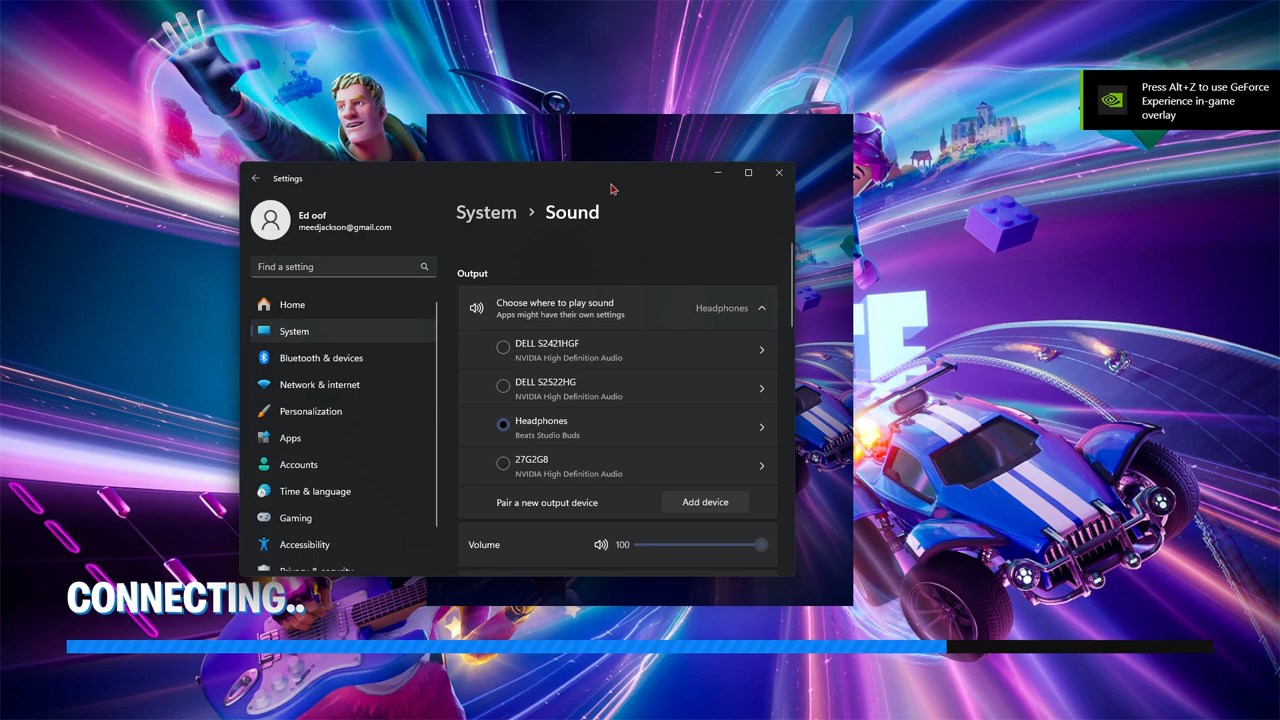 Press Alt+Z to use GeForce
Experience in-game
overlay
Settings
Ed oof
meedjackson@gmail.com
System > Sound
Find a setting
Output
Home
System
Bluetooth & devices
Network & internet
Personalization
Apps
Accounts
Time & language
Gaming
Accessibility
Privacy & security
Choose where to play sound
Apps might have their own settings
Headphones
DELL S2421HGF
NVIDIA High Definition Audio
DELL S2522HG
NVIDIA High Definition Audio
Headphones
Beats Studio Buds
27G2G8
NVIDIA High Definition Audio
Pair a new output device
Add device
Volume
100
CONNECTING..